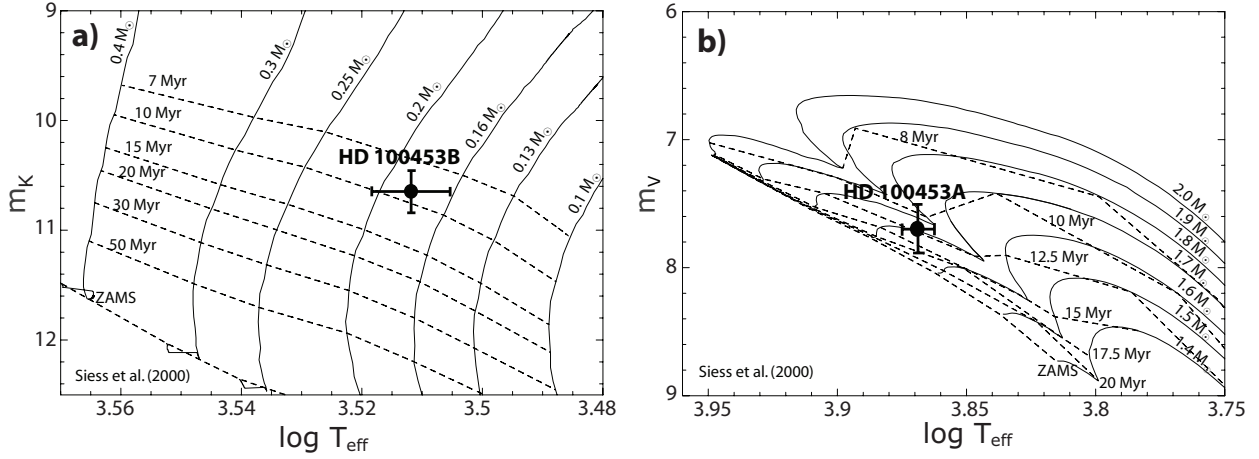 a)
9
10
11
12
m_K
3.56
3.54
3.52
3.5
3.48
log T_eff
0.4 M☉
0.3 M☉
0.25 M☉
0.2 M☉
0.16 M☉
0.13 M☉
0.1 M☉
7 Myr
10 Myr
15 Myr
20 Myr
30 Myr
50 Myr
ZAMS
HD 100453B
Siess et al. (2000)
b)
6
7
8
9
m_V
3.95
3.9
3.85
3.8
3.75
log T_eff
2.0 M☉
1.9 M☉
1.8 M☉
1.7 M☉
1.6 M☉
1.5 M☉
1.4 M☉
8 Myr
10 Myr
12.5 Myr
15 Myr
17.5 Myr
20 Myr
ZAMS
HD 100453A
Siess et al. (2000)